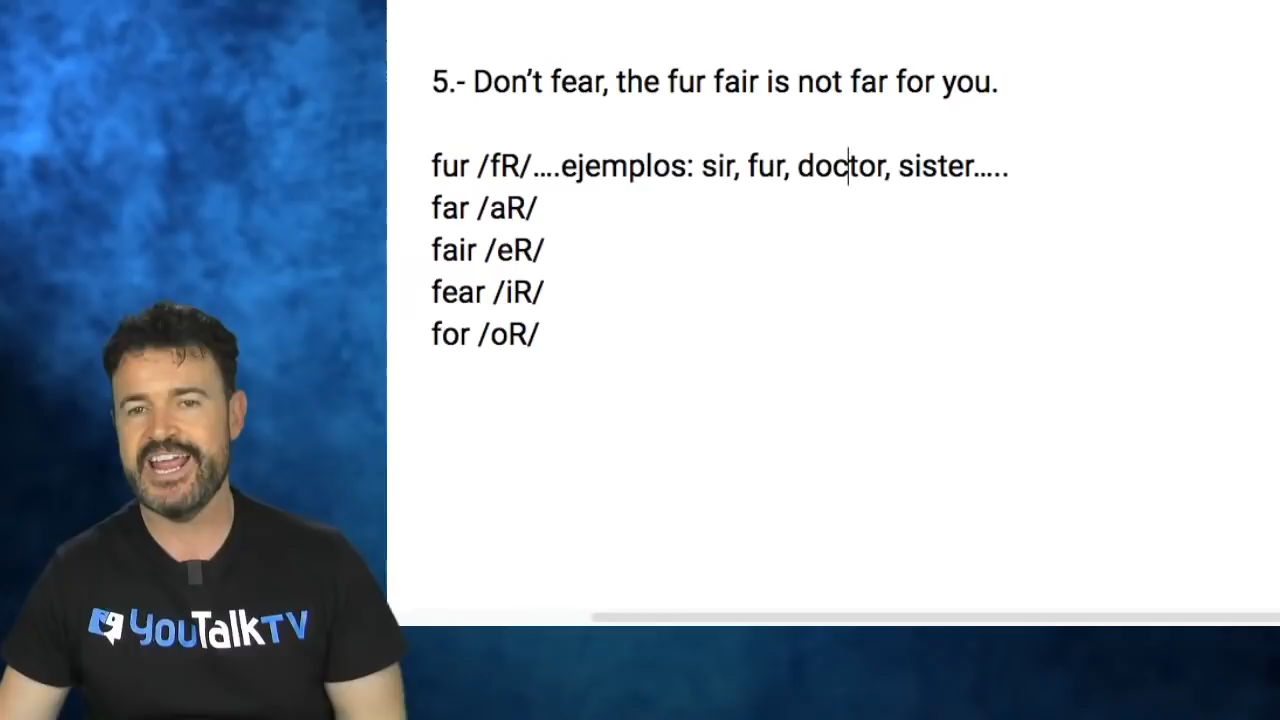 5.- Don’t fear, the fur fair is not far for you.
fur /fR/....ejemplos: sir, fur, doctor, sister.....
far /aR/
fair /eR/
fear /iR/
for /oR/
YouTalkTV